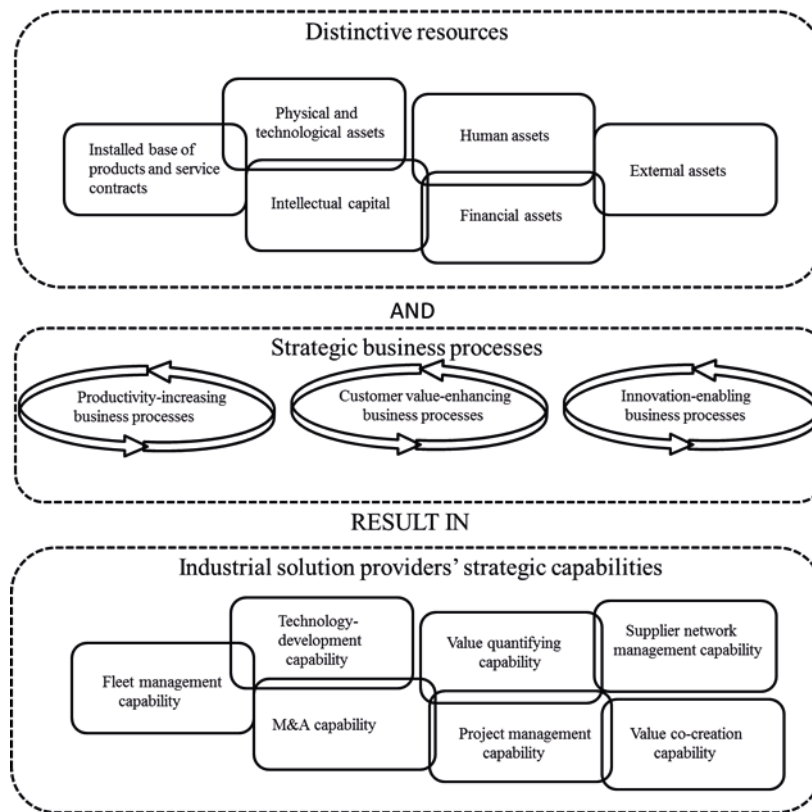 Distinctive resources
Physical and
technological assets
Human assets
Installed base of
products and service
contracts
External assets
Intellectual capital
Financial assets
AND
Strategic business processes
Productivity-increasing
business processes
Customer value-enhancing
business processes
Innovation-enabling
business processes
RESULT IN
Industrial solution providers’ strategic capabilities
Technology-
development
capability
Value quantifying
capability
Supplier network
management capability
Fleet management
capability
M&A capability
Project management
capability
Value co-creation
capability